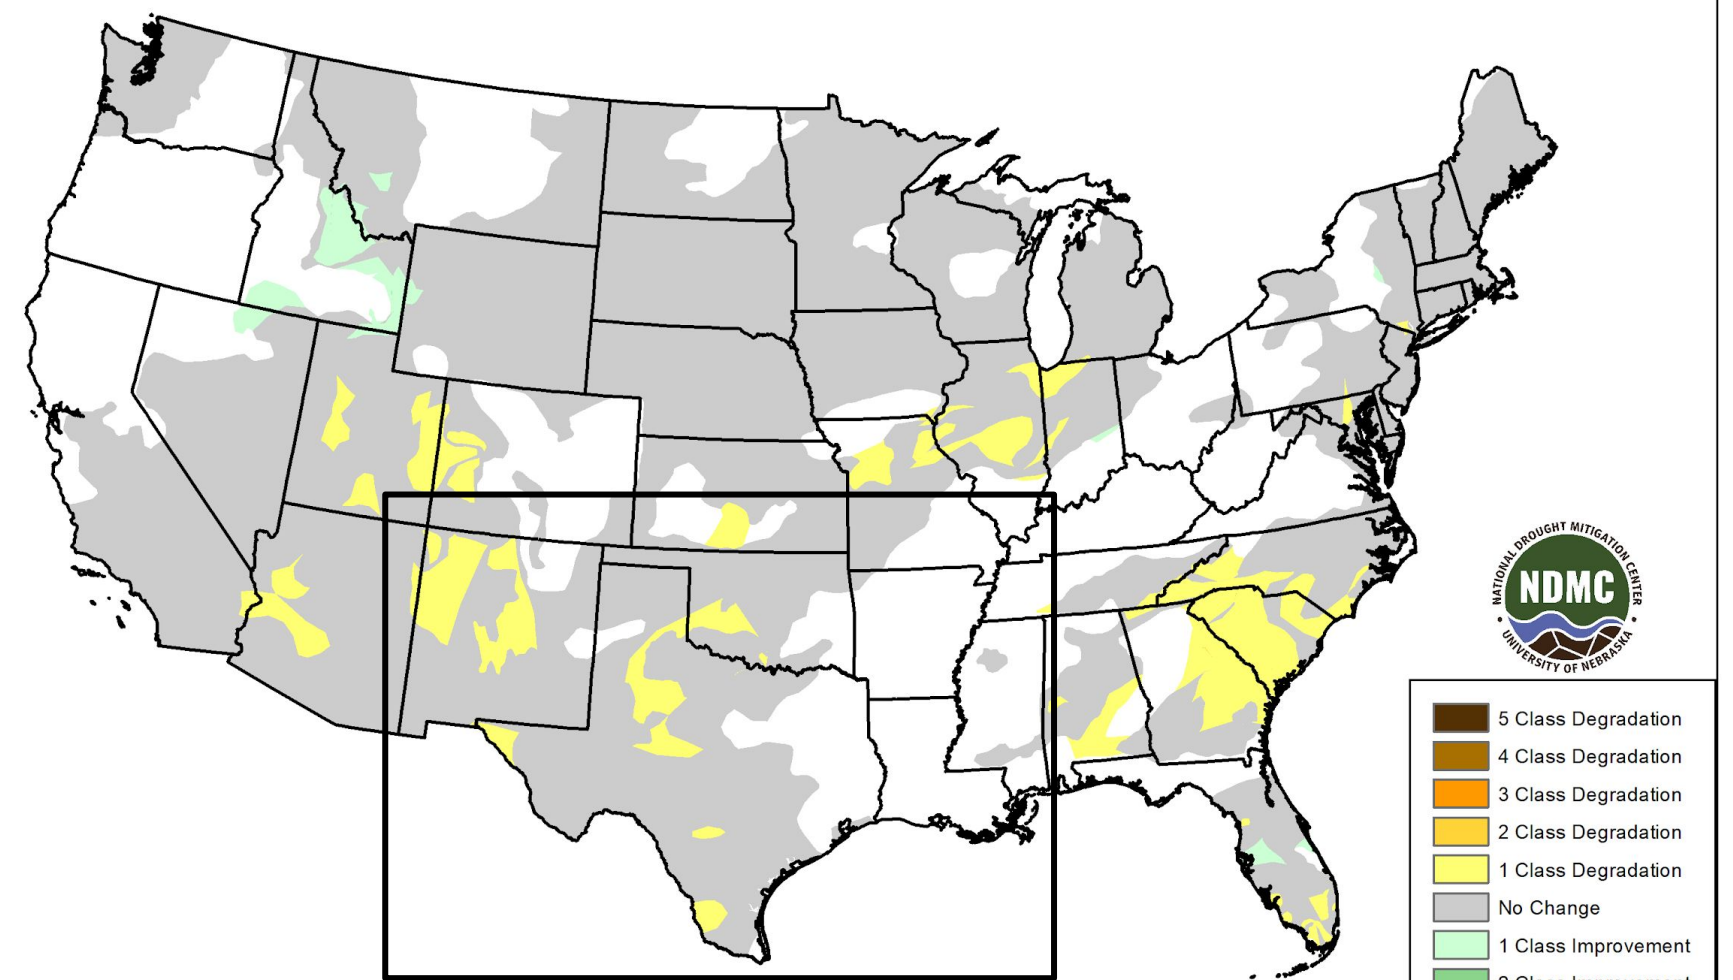 NATIONAL DROUGHT MITIGATION CENTER
NDMC
UNIVERSITY OF NEBRASKA
5 Class Degradation
4 Class Degradation
3 Class Degradation
2 Class Degradation
1 Class Degradation
No Change
1 Class Improvement